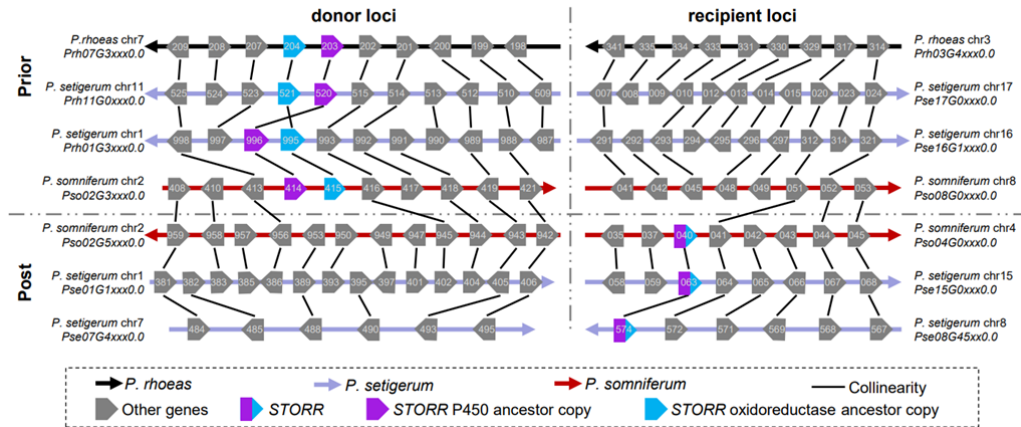 donor loci
recipient loci
Prior
P.rhoeas chr7
Prh07G3xxx0.0
209 208 207 204 203 202 201 200 199 198
341 335 334 333 331 330 329 317 314
P. rhoeas chr3
Prh03G4xxx0.0
P. setigerum chr11
Prh11G0xxx0.0
525 524 523 521 520 515 514 513 512 510 509
007 008 009 010 012 014 015 020 023 024
P. setigerum chr17
Pse17G0xxx0.0
P. setigerum chr1
Prh01G3xxx0.0
998 997 996 995 993 992 991 990 989 988 987
291 292 293 294 295 296 297 312 314 321
P. setigerum chr16
Pse16G1xxx0.0
P. somniferum chr2
Pso02G3xxx0.0
408 410 413 414 415 416 417 418 419 421
041 042 045 048 049 051 052 053
P. somniferum chr8
Pso08G0xxx0.0
Post
P. somniferum chr2
Pso02G5xxx0.0
959 958 957 956 953 950 949 947 945 944 943 942
035 037 040 041 042 043 044 045
P. somniferum chr4
Pso04G0xxx0.0
P. setigerum chr1
Pse01G1xxx0.0
381 382 383 385 386 389 393 395 397 401 401 402 404 405 406
058 059 063 064 065 066 067 068
P. setigerum chr15
Pse15G0xxx0.0
P. setigerum chr7
Pse07G4xxx0.0
484 485 488 490 493 495
574 572 571 569 568 567
P. setigerum chr8
Pse08G45xx0.0
P. rhoeas
P. setigerum
P. somniferum
Collinearity
Other genes
STORR
STORR P450 ancestor copy
STORR oxidoreductase ancestor copy